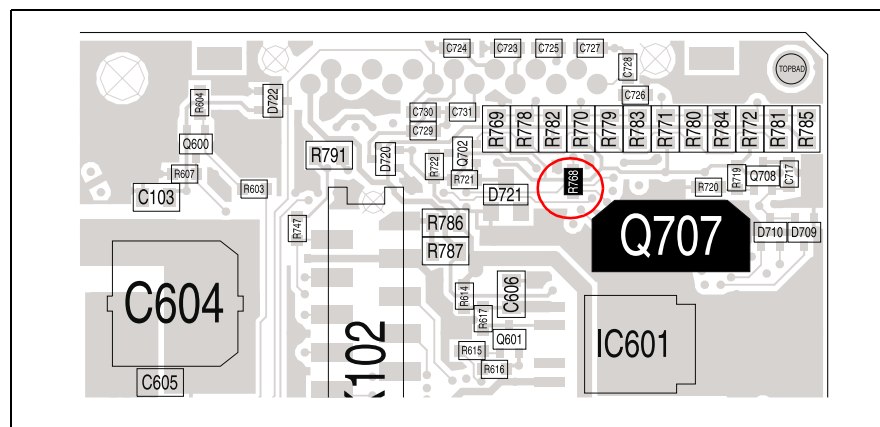 C724 C723 C725 C727
C728
TOPBAD
R604 D722 C726
C730 C731 R769 R778 R782 R770 R779 R783 R771 R780 R784 R772 R781 R785
C729
Q600 R791 D720 R722 Q702
R607 R721 R768 R720 R719 Q708 C717
C103 R603 D721
R747 R786 Q707 D710 D709
R787
C604 R614 C606
R617
Q601 IC601
R615
C605 R616